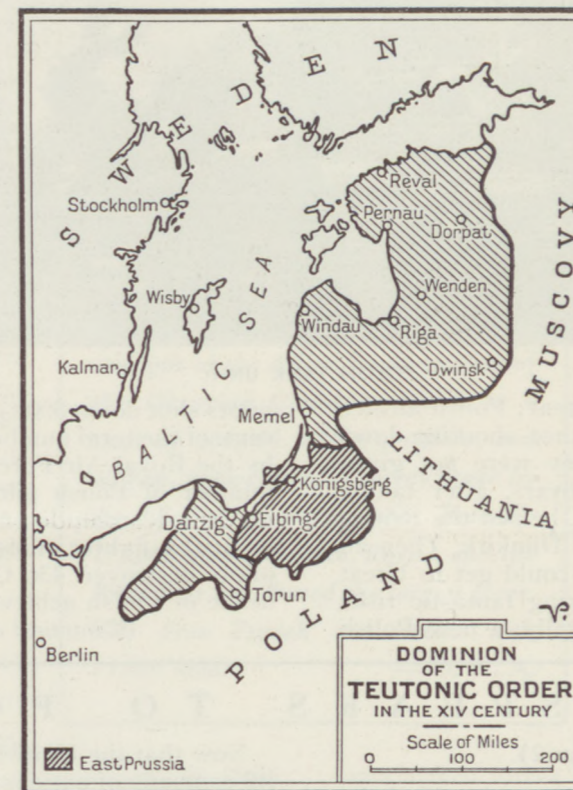 SWEDEN
Reval
Pernau
Dorpat
Stockholm
BALTIC SEA
Wisby
Wenden
Windau
Riga
MUSCOVY
Kalmar
Dwinsk
Memel
LITHUANIA
Königsberg
Danzig
Elbing
Torun
POLAND
Berlin
DOMINION
OF THE
TEUTONIC ORDER
IN THE XIV CENTURY
Scale of Miles
0 100 200
East Prussia
S TO P